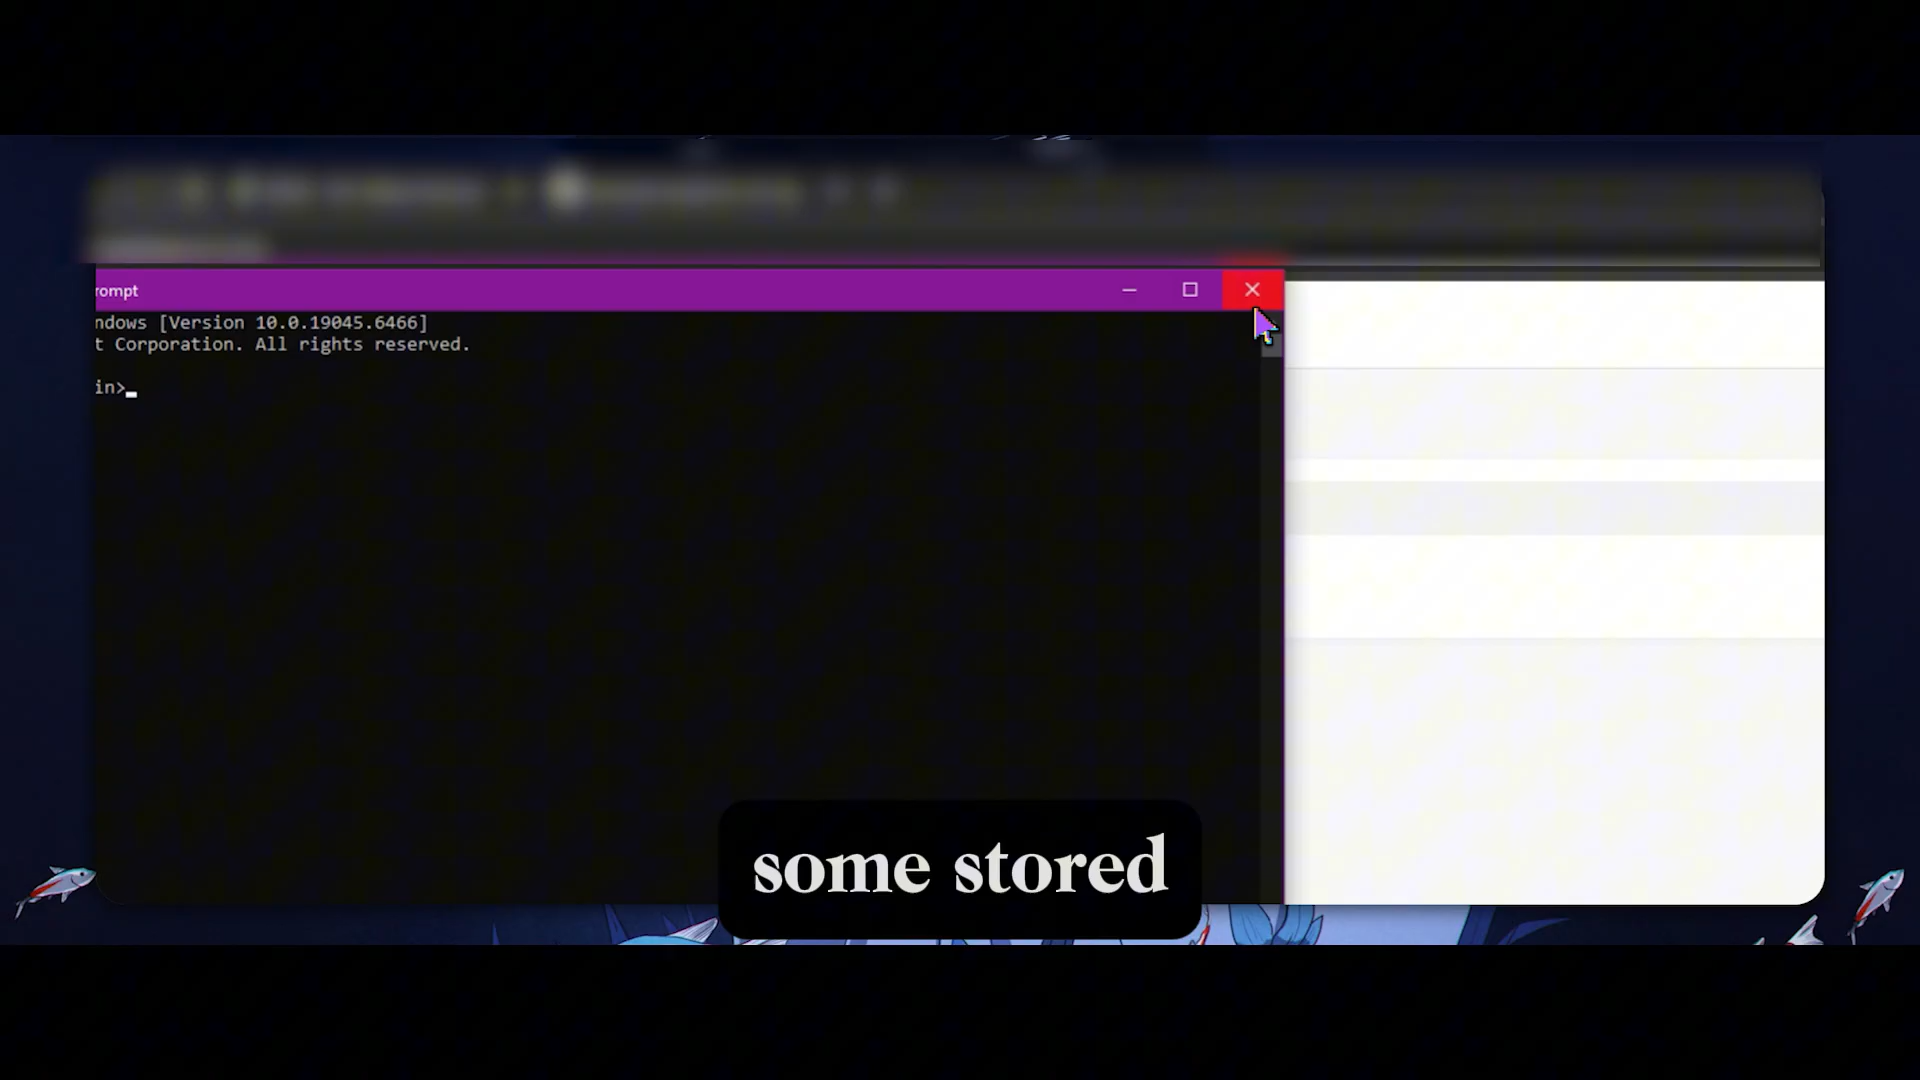 rompt
ndows [Version 10.0.19045.6466]
t Corporation. All rights reserved.
in>
some stored